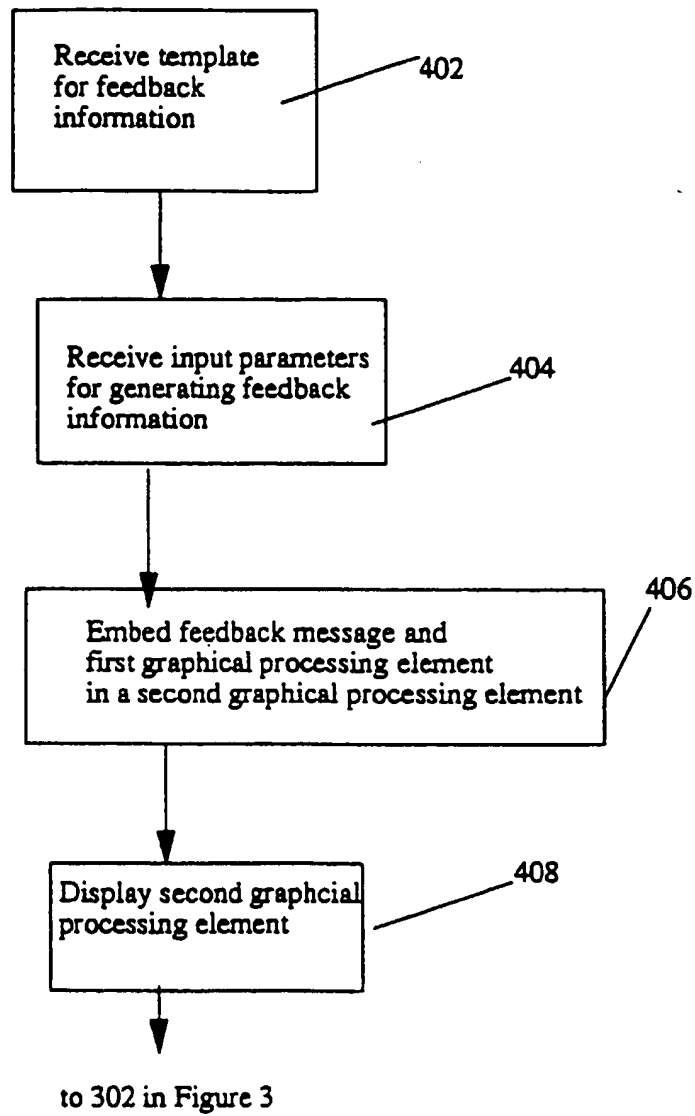 Receive template
for feedback
information
402
Receive input parameters
for generating feedback
information
404
Embed feedback message and
first graphical processing element
in a second graphical processing element
406
Display second graphcial
processing element
408
to 302 in Figure 3